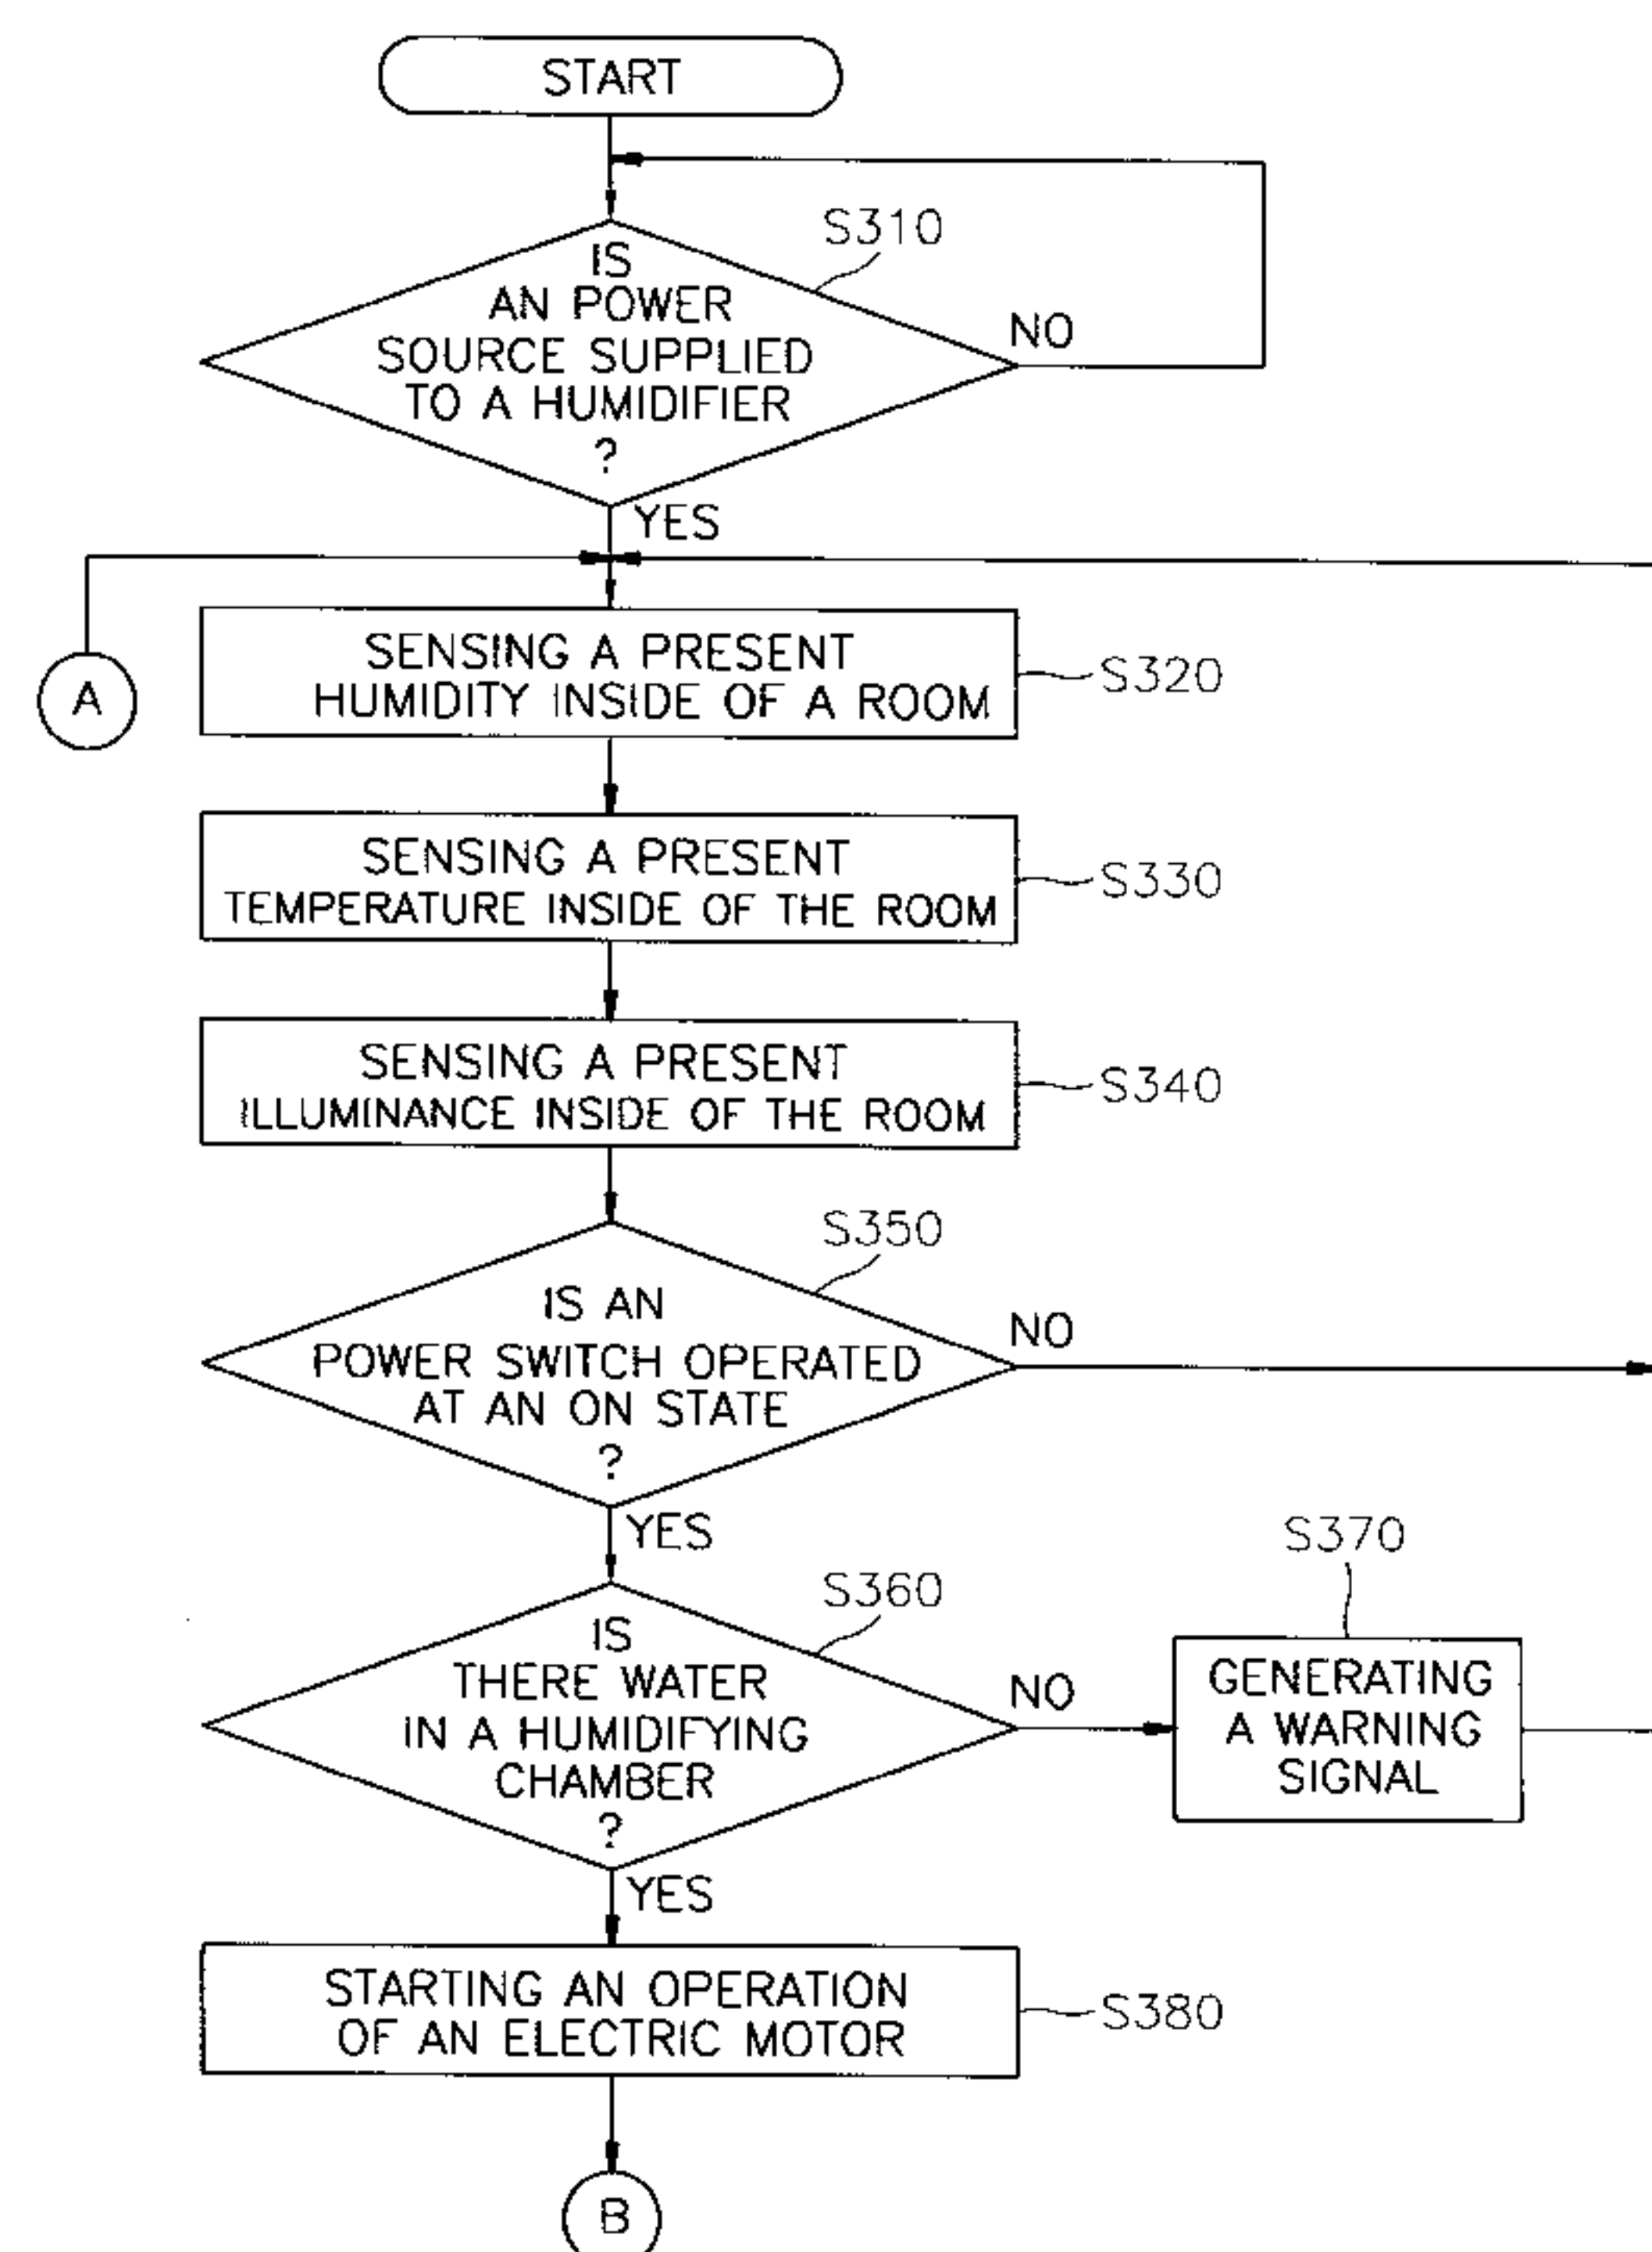 START
S310
IS
AN POWER
SOURCE SUPPLIED
TO A HUMIDIFIER
?
NO
YES
A
SENSING A PRESENT
HUMIDITY INSIDE OF A ROOM
S320
SENSING A PRESENT
TEMPERATURE INSIDE OF THE ROOM
S330
SENSING A PRESENT
ILLUMINANCE INSIDE OF THE ROOM
S340
S350
IS AN
POWER SWITCH OPERATED
AT AN ON STATE
?
NO
YES
S360
IS
THERE WATER
IN A HUMIDIFYING
CHAMBER
?
NO
S370
GENERATING
A WARNING
SIGNAL
YES
STARTING AN OPERATION
OF AN ELECTRIC MOTOR
S380
B